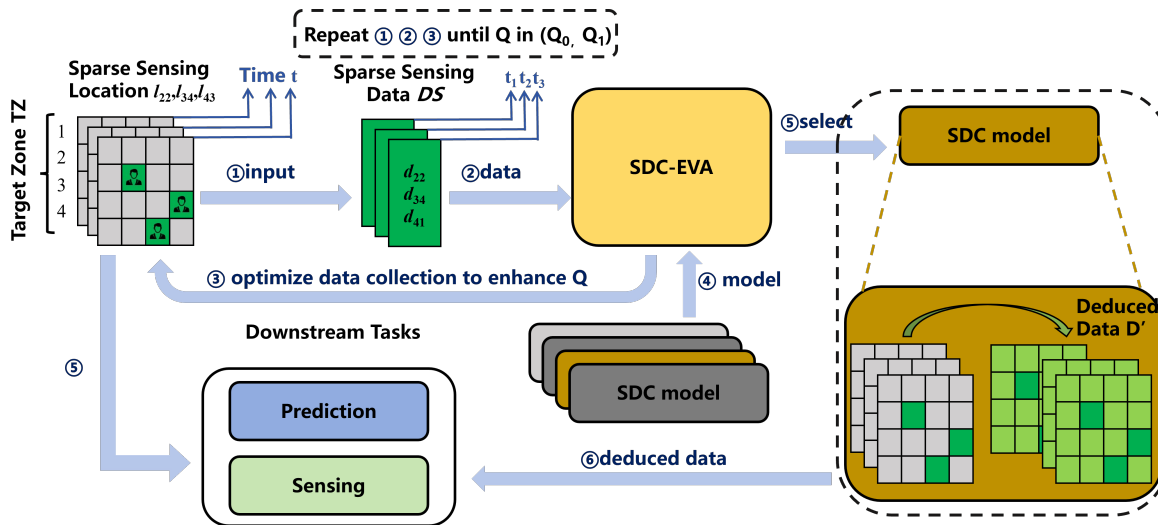 Repeat ① ② ③ until Q in (Q0, Q1)
Sparse Sensing
Location l22,l34,l43
Time t
Sparse Sensing
Data DS
t1 t2 t3
Target Zone TZ
1
2
3
4
①input
d22
d34
d41
②data
SDC-EVA
⑤select
SDC model
③ optimize data collection to enhance Q
④ model
Downstream Tasks
⑤
Prediction
Sensing
SDC model
Deduced
Data D’
⑥deduced data